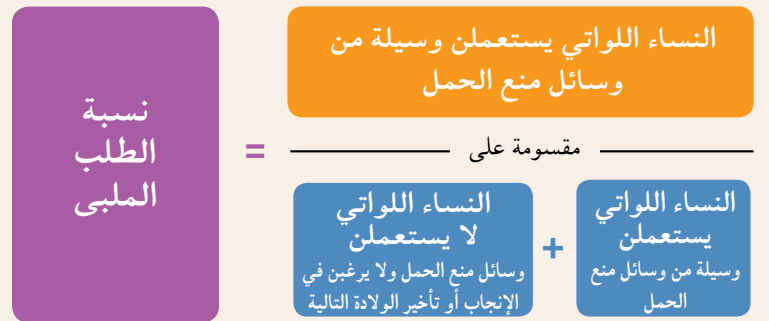 نسبة
الطلب
الملبى
=
النساء اللواتي يستعملن وسيلة من
وسائل منع الحمل
مقسومة على
النساء اللواتي
يستعملن
وسيلة من وسائل منع
الحمل
+
النساء اللواتي
لا يستعملن
وسائل منع الحمل ولا يرغبن في
الإنجاب أو تأخير الولادة التالية